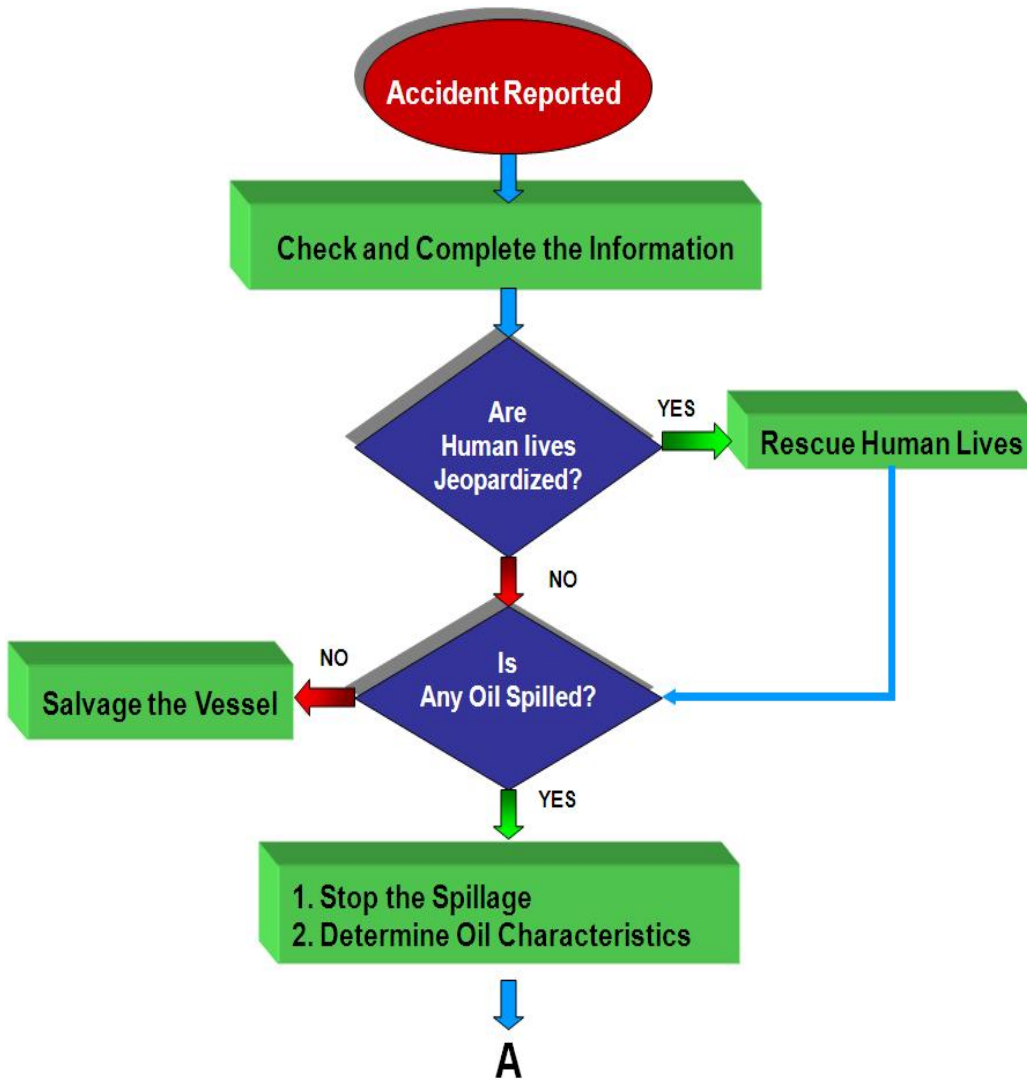 Accident Reported
Check and Complete the Information
Are
Human lives
Jeopardized?
YES
Rescue Human Lives
NO
Is
Any Oil Spilled?
NO
Salvage the Vessel
YES
1. Stop the Spillage
2. Determine Oil Characteristics
A